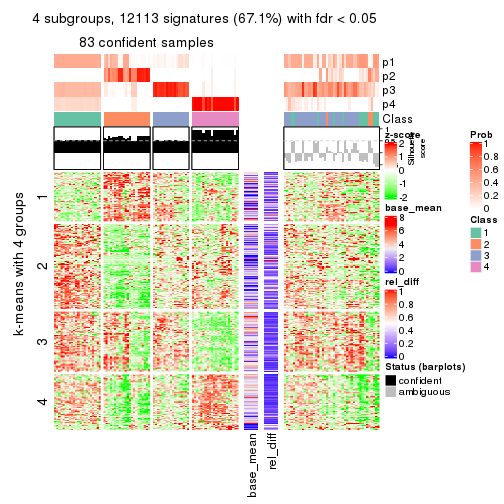 4 subgroups, 12113 signatures (67.1%) with fdr < 0.05
83 confident samples
p1
p2
p3
p4
Class
1
0
Silhouette
score
k-means with 4 groups
1
2
3
4
base_mean
rel_diff
z-score
2
1
0
-1
-2
base_mean
8
6
4
2
0
rel_diff
1
0.8
0.6
0.4
0.2
0
Status (barplots)
confident
ambiguous
Prob
1
0.8
0.6
0.4
0.2
0
Class
1
2
3
4